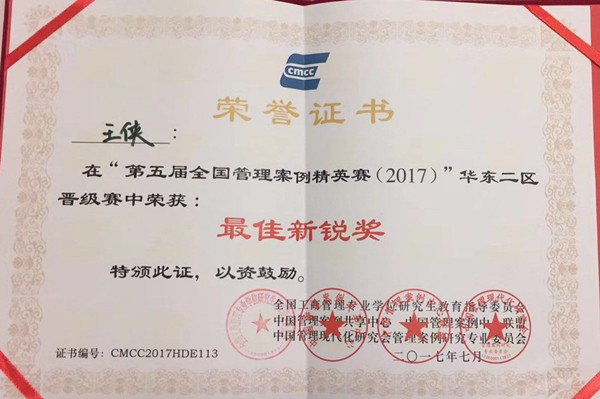 cmcc
荣誉证书
王侠：
在“第五届全国管理案例精英赛（2017）”华东二区
晋级赛中荣获：
最佳新锐奖
特颁此证，以资鼓励。
全国工商管理专业学位研究生教育指导委员会
中国管理案例共享中心 中国管理案例中心联盟
中国管理现代化研究会管理案例研究专业委员会
证书编号：CMCC2017HDE113
二〇一七年七月